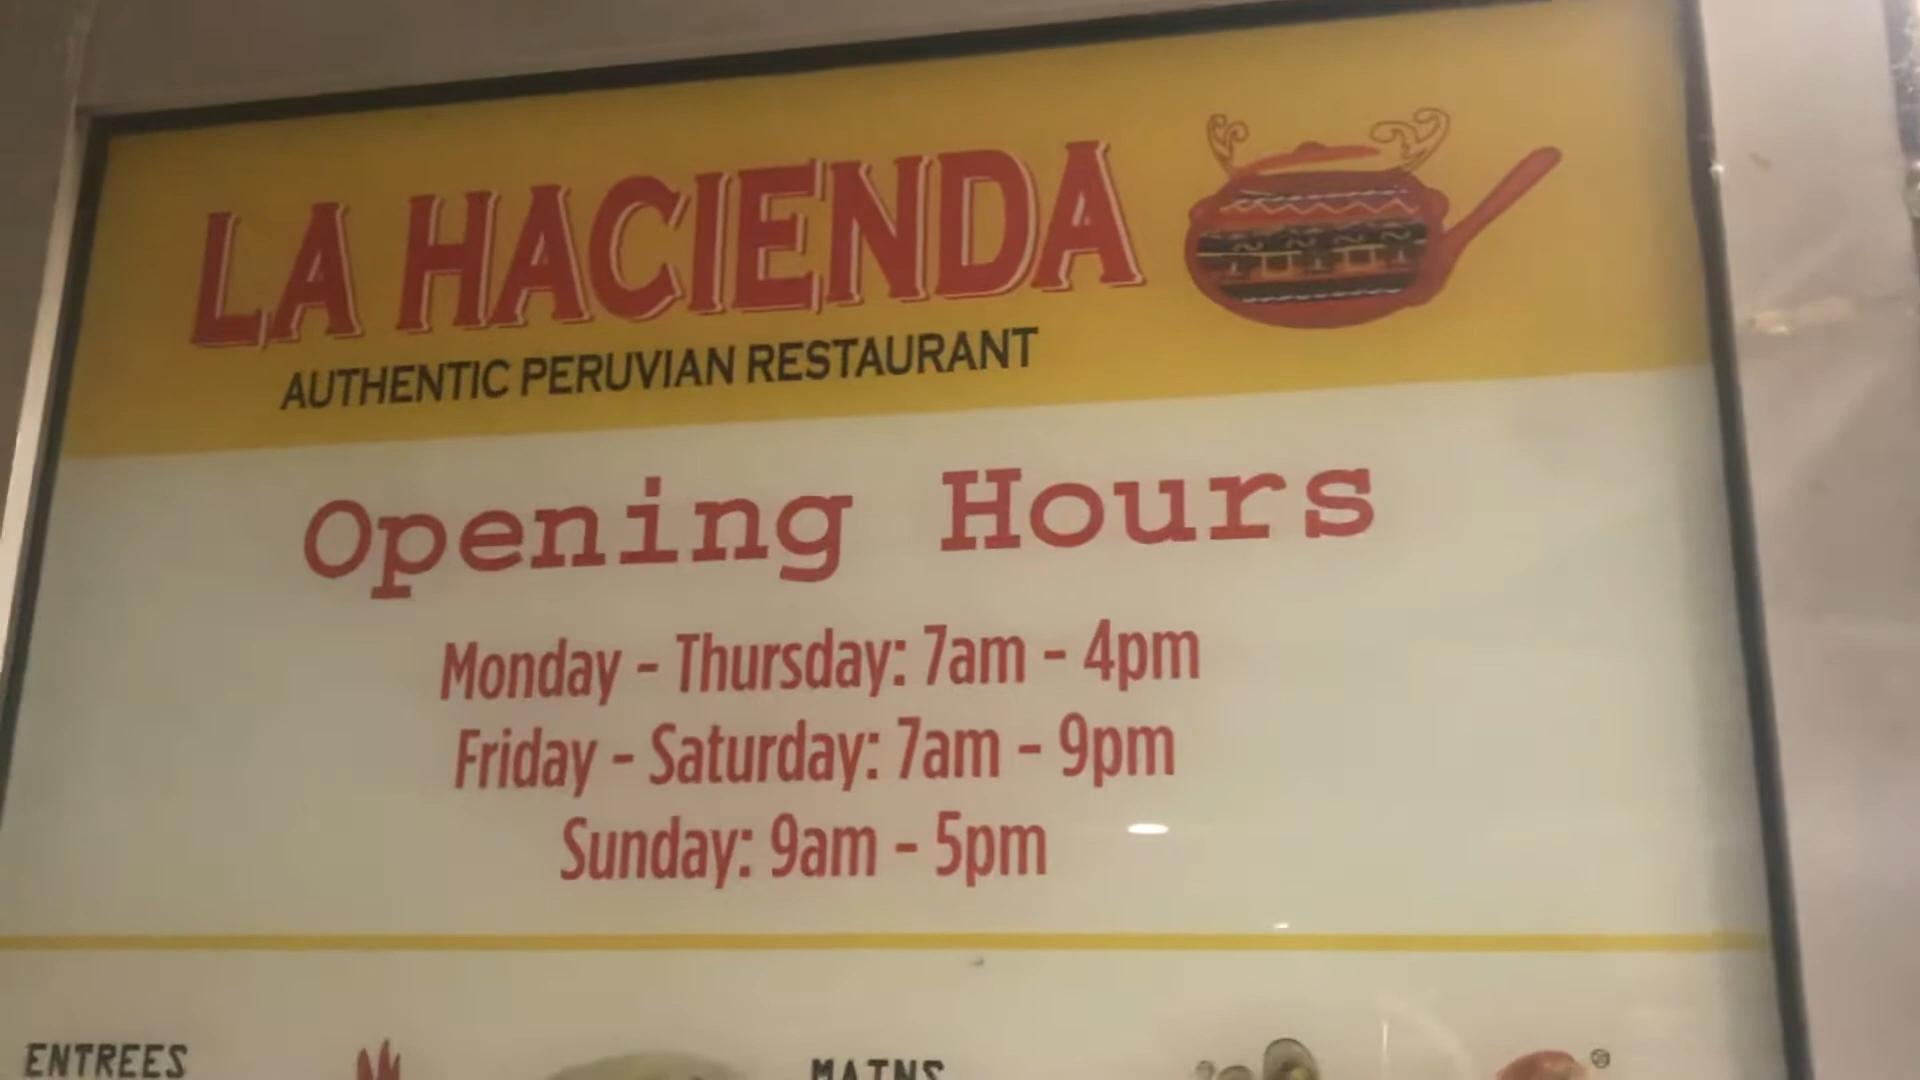 LA HACIENDA
AUTHENTIC PERUVIAN RESTAURANT
Opening Hours
Monday - Thursday: 7am - 4pm
Friday - Saturday: 7am - 9pm
Sunday: 9am - 5pm
ENTREES
MAINS